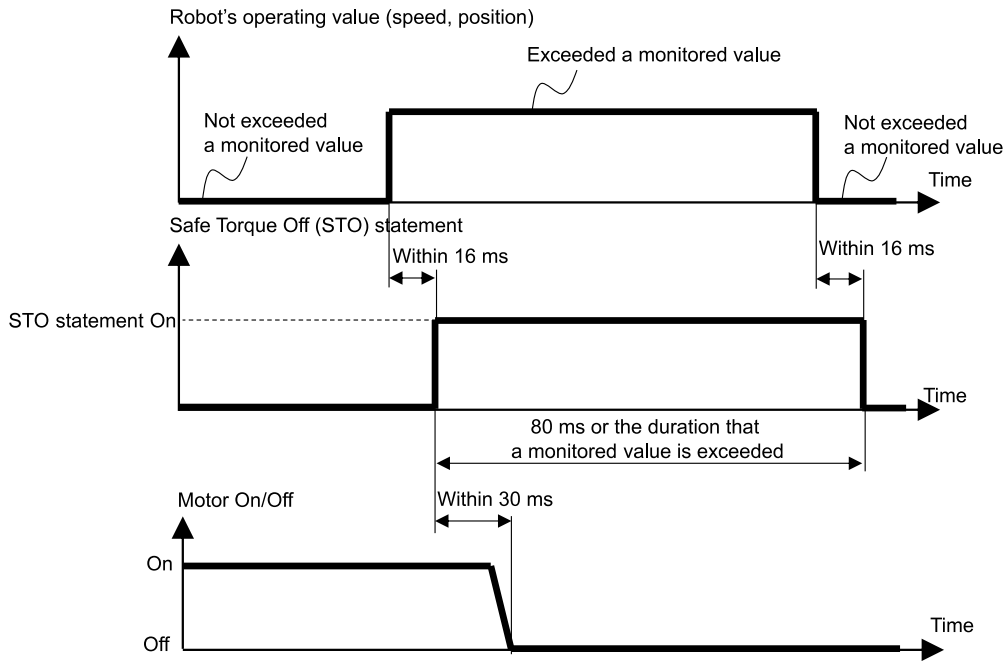 Robot's operating value (speed, position)
Exceeded a monitored value
Not exceeded
a monitored value
Not exceeded
a monitored value
Time
Safe Torque Off (STO) statement
Within 16 ms
Within 16 ms
STO statement On
Time
80 ms or the duration that
a monitored value is exceeded
Motor On/Off
Within 30 ms
On
Time
Off